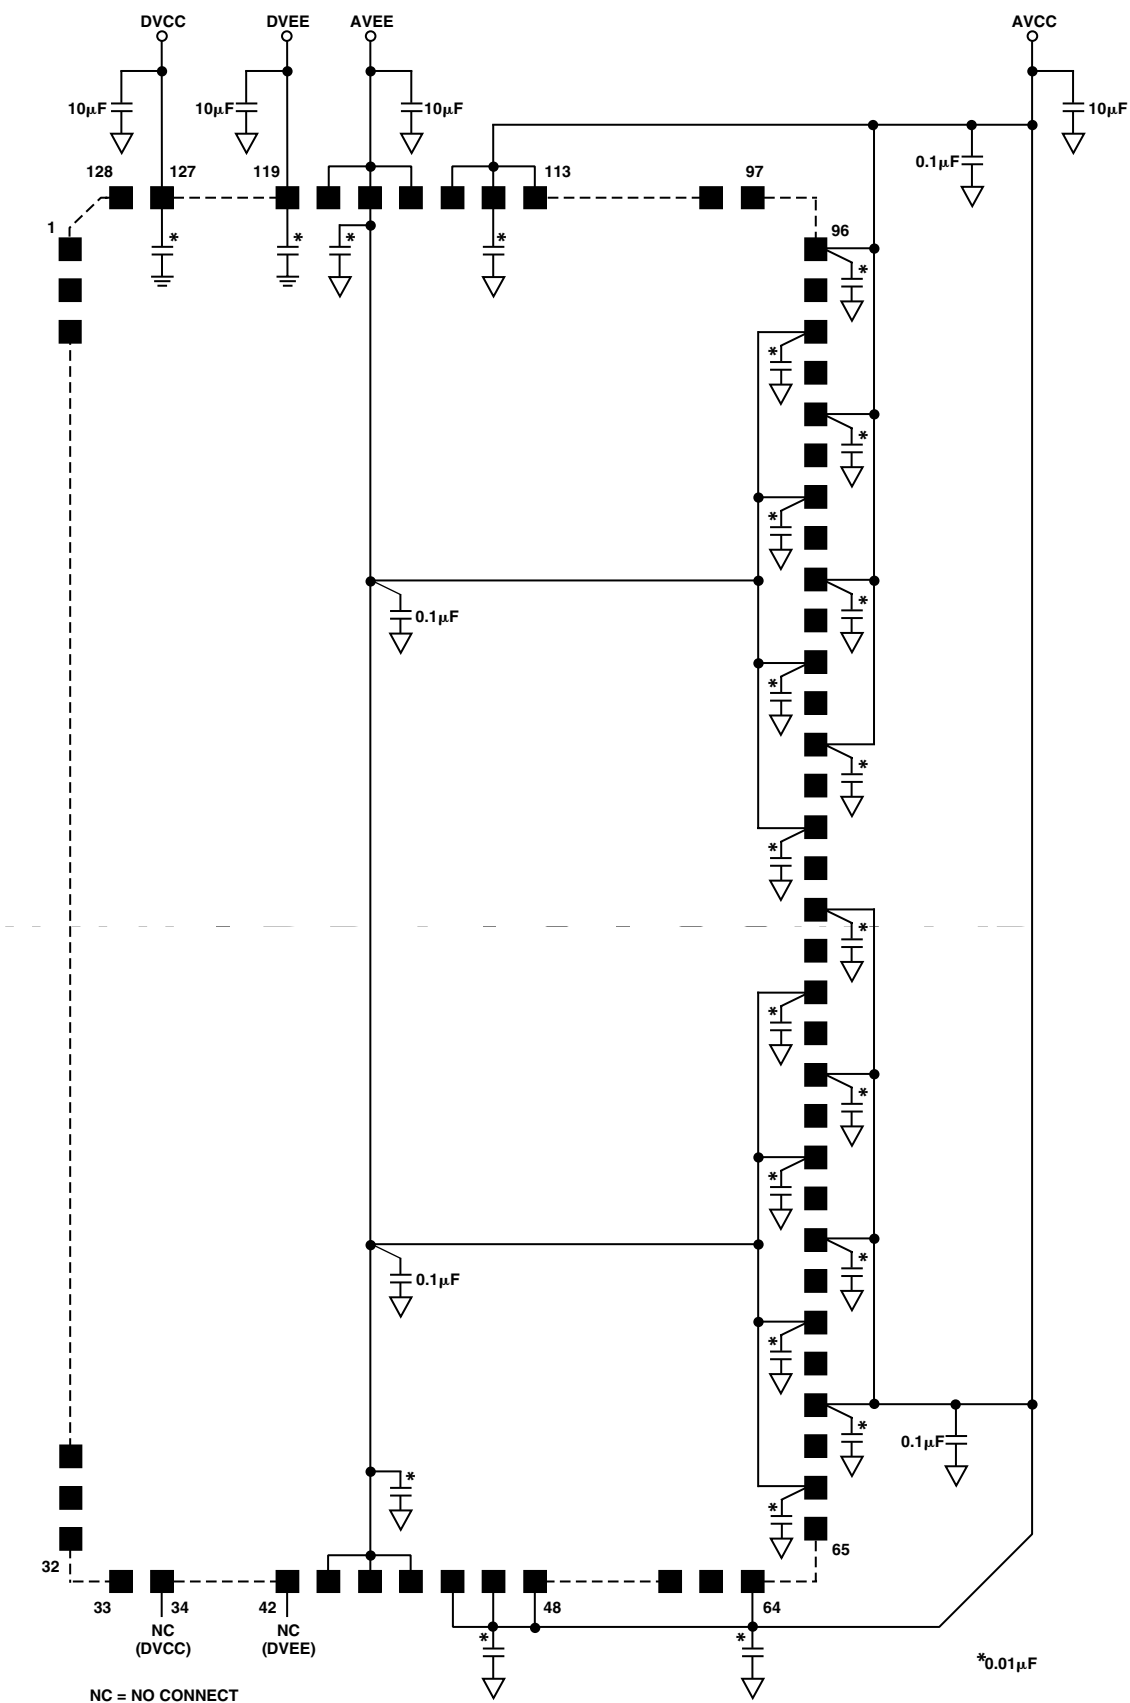 DVCC DVEE AVEE AVCC
10μF 10μF 10μF 10μF
0.1μF
128 127 119 113 97
1 * * * * 96
*
*
*
*
*
0.1μF *
*
*
*
*
*
*
*
*
*
0.1μF
*
0.1μF *
*
*
32 65
33 34 42 48 64
NC NC
(DVCC) (DVEE)
* *
*0.01μF
NC = NO CONNECT